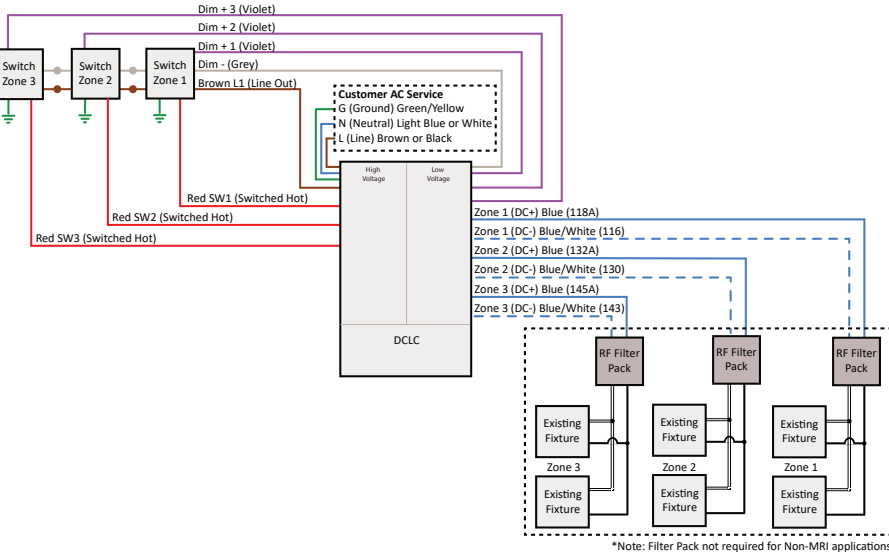 Dim + 3 (Violet)
Dim + 2 (Violet)
Dim + 1 (Violet)
Dim - (Grey)
Brown L1 (Line Out)
Switch
Zone 3
Switch
Zone 2
Switch
Zone 1
Customer AC Service
G (Ground) Green/Yellow
N (Neutral) Light Blue or White
L (Line) Brown or Black
High
Voltage
Low
Voltage
Red SW1 (Switched Hot)
Red SW2 (Switched Hot)
Red SW3 (Switched Hot)
Zone 1 (DC+) Blue (118A)
Zone 1 (DC-) Blue/White (116)
Zone 2 (DC+) Blue (132A)
Zone 2 (DC-) Blue/White (130)
Zone 3 (DC+) Blue (145A)
Zone 3 (DC-) Blue/White (143)
DCLC
RF Filter
Pack
RF Filter
Pack
RF Filter
Pack
Existing
Fixture
Existing
Fixture
Existing
Fixture
Zone 3
Zone 2
Zone 1
Existing
Fixture
Existing
Fixture
Existing
Fixture
*Note: Filter Pack not required for Non-MRI applications